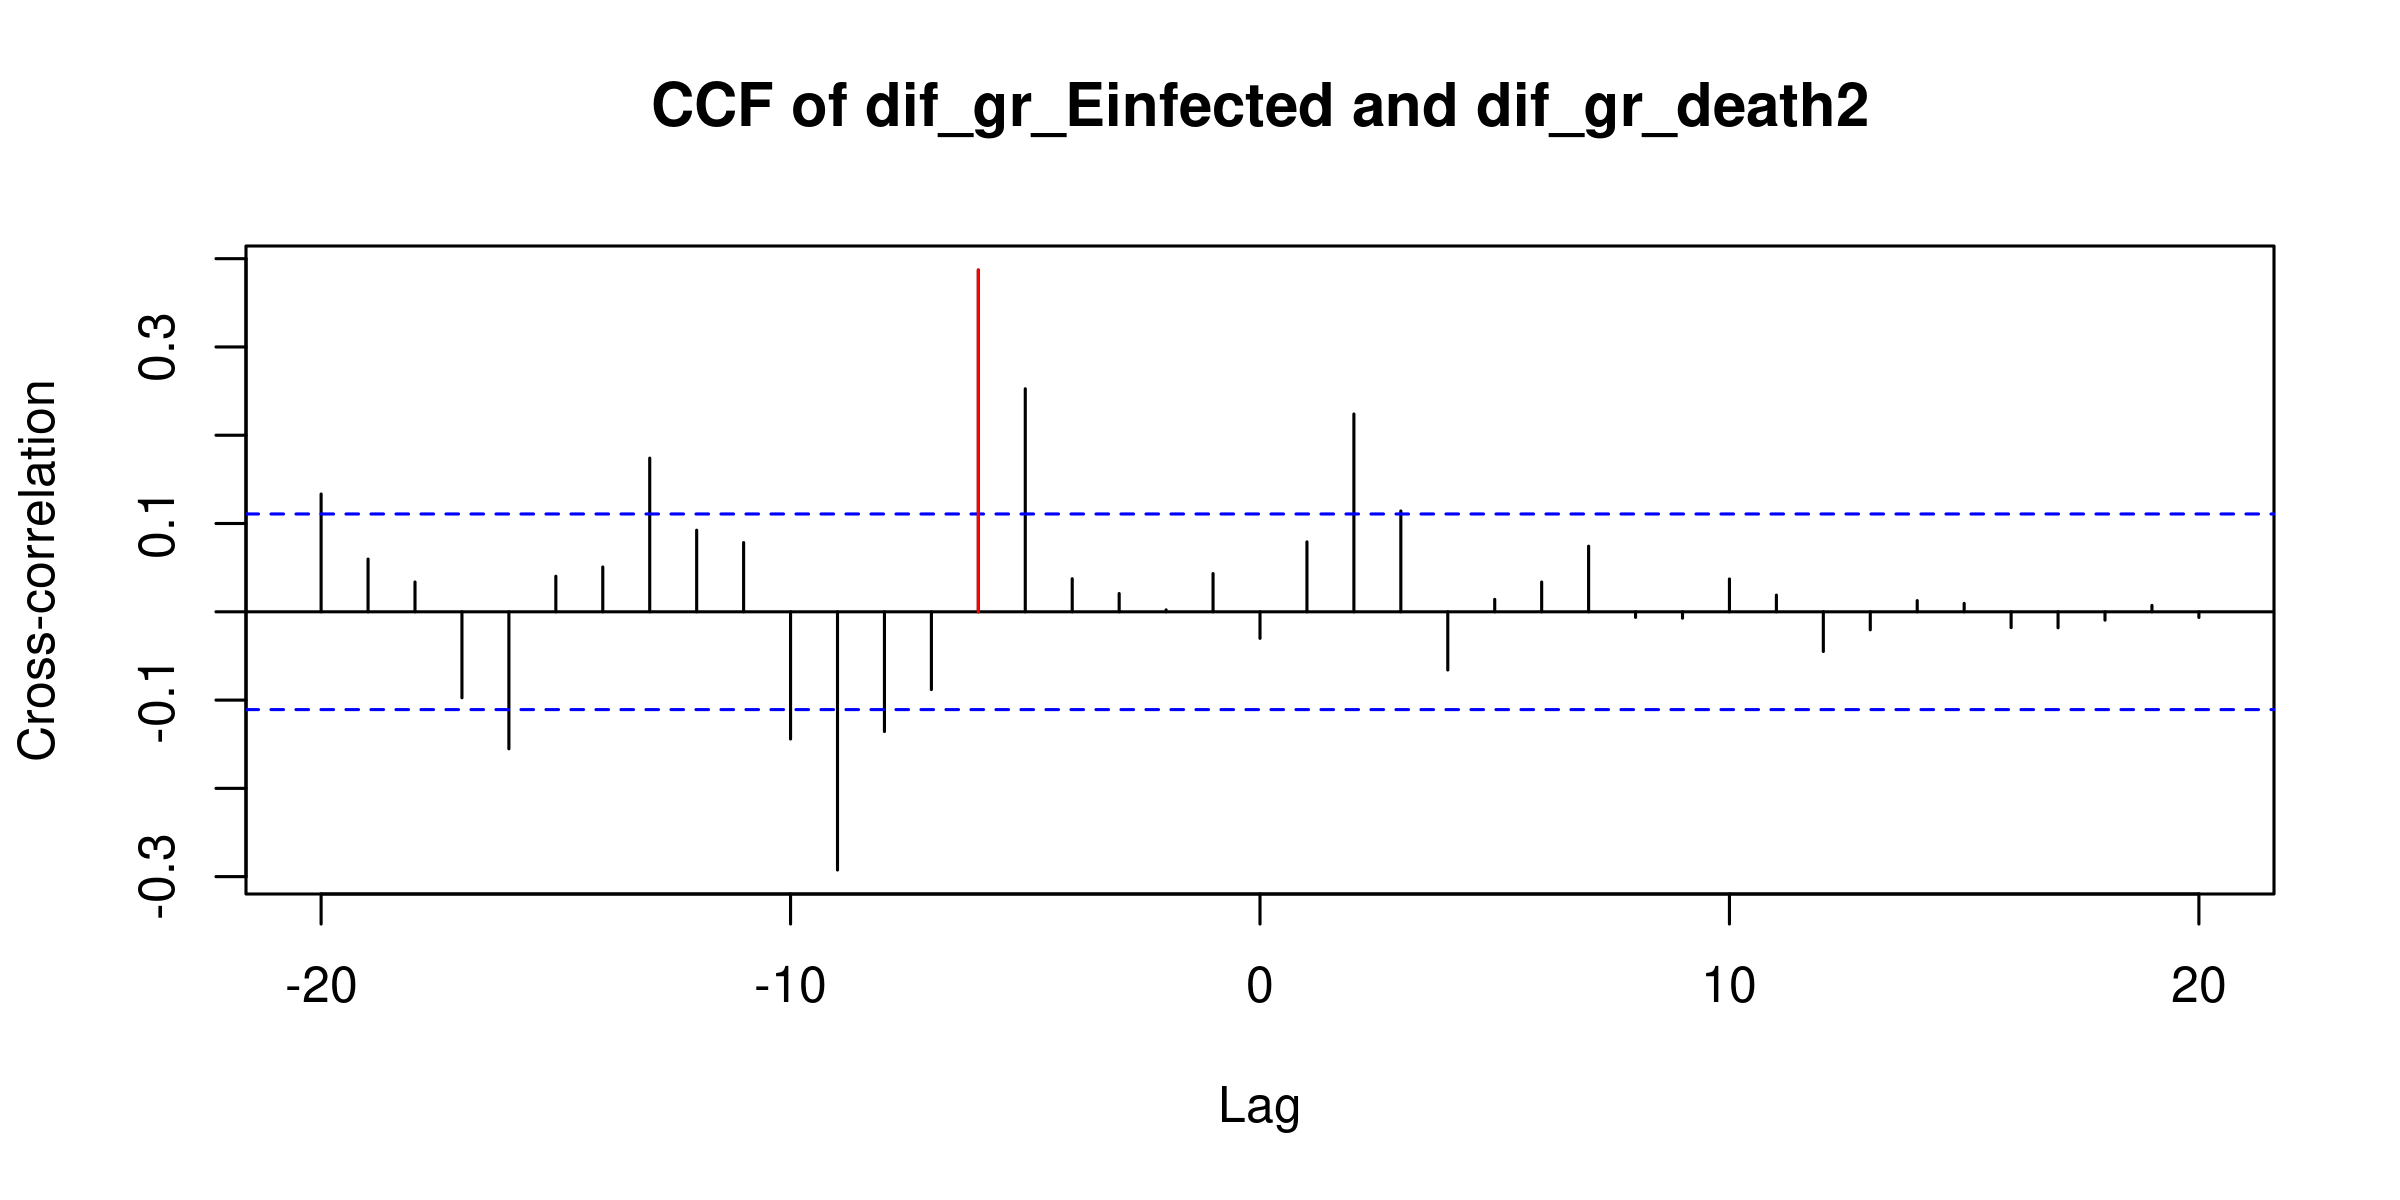 CCF of dif_gr_Einfected and dif_gr_death2
Cross-correlation
0.3
0.1
-0.1
-0.3
-20 -10 0 10 20
Lag